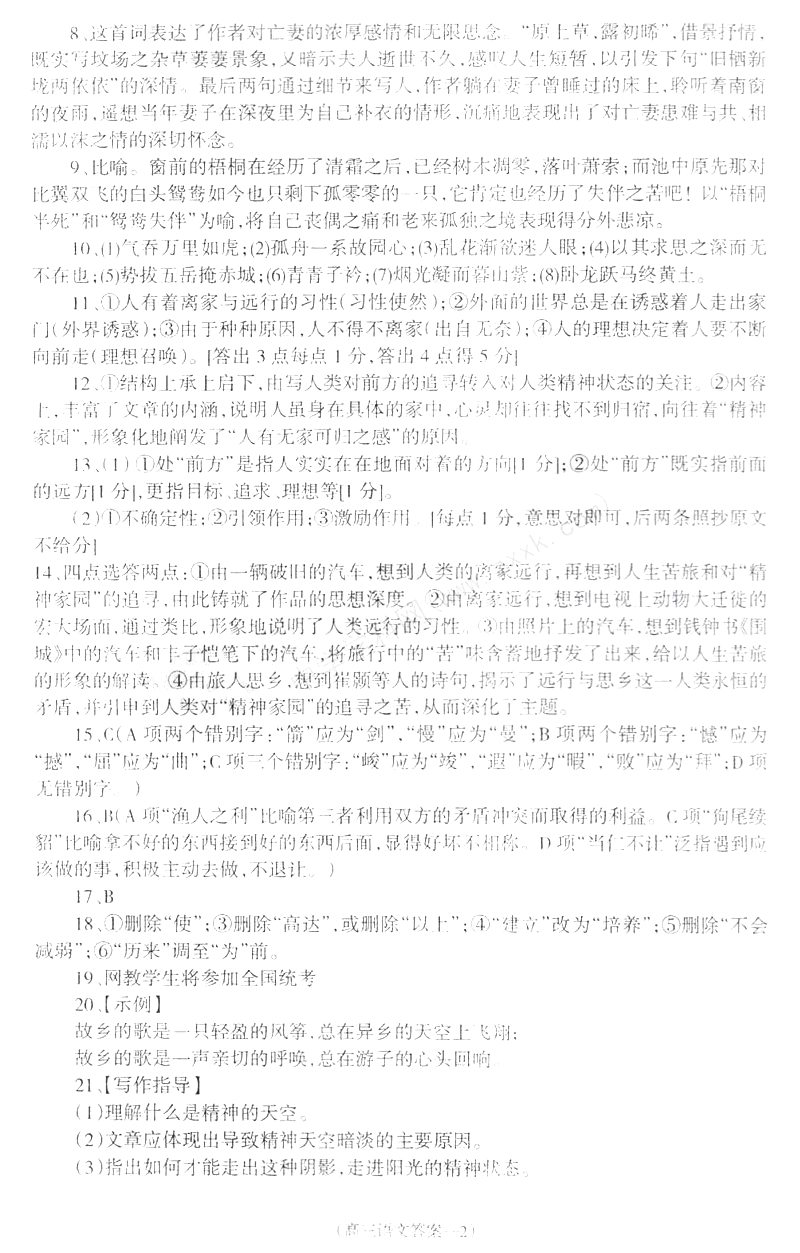 8、这首词表达了作者对亡妻的浓厚感情和无限思念。“原上草,露初晞”,借景抒情,
既实写坟场之杂草萋萋景象,又暗示夫人逝世不久,感叹人生短暂,以引发下句“旧栖新
垅两依依”的深情。最后两句通过细节来写人,作者躺在妻子曾睡过的床上,聆听着南窗
的夜雨,遥想当年妻子在深夜里为自己补衣的情形,沉痛地表现出了对亡妻患难与共、相
濡以沫之情的深切怀念。
9、比喻。窗前的梧桐在经历了清霜之后,已经树木凋零,落叶萧索;而池中原先那对
比翼双飞的白头鸳鸯如今也只剩下孤零零的一只,它肯定也经历了失伴之苦吧！以“梧桐
半死”和“鸳鸯失伴”为喻,将自己丧偶之痛和老来孤独之境表现得分外悲凉。
10、(1)气吞万里如虎;(2)孤舟一系故园心;(3)乱花渐欲迷人眼;(4)以其求思之深而无
不在也;(5)势拔五岳掩赤城;(6)青青子衿;(7)烟光凝而暮山紫;(8)卧龙跃马终黄土。
11、①人有着离家与远行的习性(习性使然);②外面的世界总是在诱惑着人走出家
门(外界诱惑);③由于种种原因,人不得不离家(出自无奈);④人的理想决定着人要不断
向前走(理想召唤)。[答出3点每点1分,答出4点得5分]
12、①结构上承上启下,由写人类对前方的追寻转入对人类精神状态的关注。②内容
上,丰富了文章的内涵,说明人虽身在具体的家中,心灵却往往找不到归宿,向往着“精神
家园”,形象化地阐发了“人有无家可归之感”的原因。
13、(1)①处“前方”是指人实实在在地面对着的方向[1分];②处“前方”既实指前面
的远方[1分],更指目标、追求、理想等[1分]。
(2)①不确定性;②引领作用;③激励作用。[每点1分,意思对即可,后两条照抄原文
不给分]
14、四点选答两点:①由一辆破旧的汽车,想到人类的离家远行,再想到人生苦旅和对“精
神家园”的追寻,由此铸就了作品的思想深度。②由离家远行,想到电视上动物大迁徙的
宏大场面,通过类比,形象地说明了人类远行的习性。③由照片上的汽车,想到钱钟书《围
城》中的汽车和丰子恺笔下的汽车,将旅行中的“苦”味含蓄地抒发了出来,给以人生苦旅
的形象的解读。④由旅人思乡,想到崔颢等人的诗句,揭示了远行与思乡这一人类永恒的
矛盾,并引申到人类对“精神家园”的追寻之苦,从而深化了主题。
15、C(A项两个错别字:“箭”应为“剑”,“慢”应为“曼”;B项两个错别字:“憾”应为
“撼”,“屈”应为“曲”;C项三个错别字:“峻”应为“竣”,“遐”应为“暇”,“败”应为“拜”;D项
无错别字。)
16、B(A项“渔人之利”比喻第三者利用双方的矛盾冲突而取得的利益。C项“狗尾续
貂”比喻拿不好的东西接到好的东西后面,显得好坏不相称。D项“当仁不让”泛指遇到应
该做的事,积极主动去做,不退让。)
17、B
18、①删除“使”;③删除“高达”,或删除“以上”;④“建立”改为“培养”;⑤删除“不会
减弱”;⑥“历来”调至“为”前。
19、网教学生将参加全国统考
20、【示例】
故乡的歌是一只轻盈的风筝,总在异乡的天空上飞翔;
故乡的歌是一声亲切的呼唤,总在游子的心头回响
21、【写作指导】
(1)理解什么是精神的天空。
(2)文章应体现出导致精神天空暗淡的主要原因。
(3)指出如何才能走出这种阴影,走进阳光的精神状态。
(高三语文答案—2)